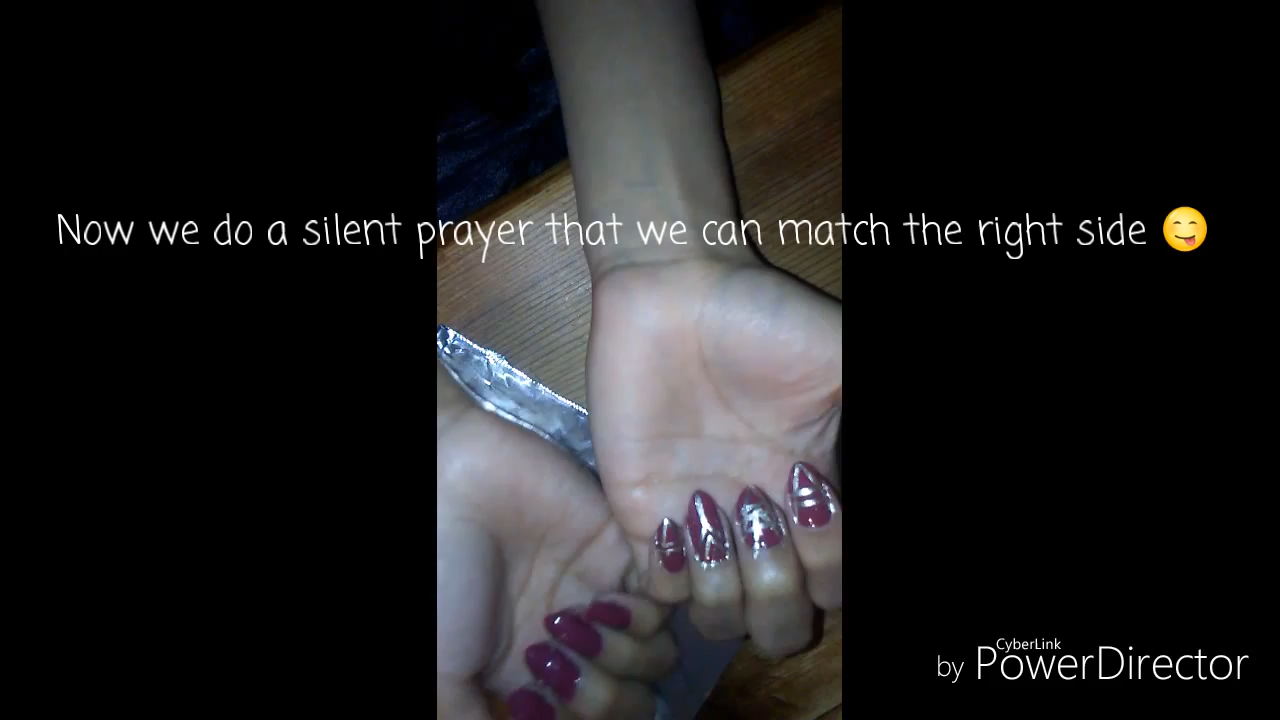 Now we do a silent prayer that we can match the right side 😋
CyberLink
by PowerDirector